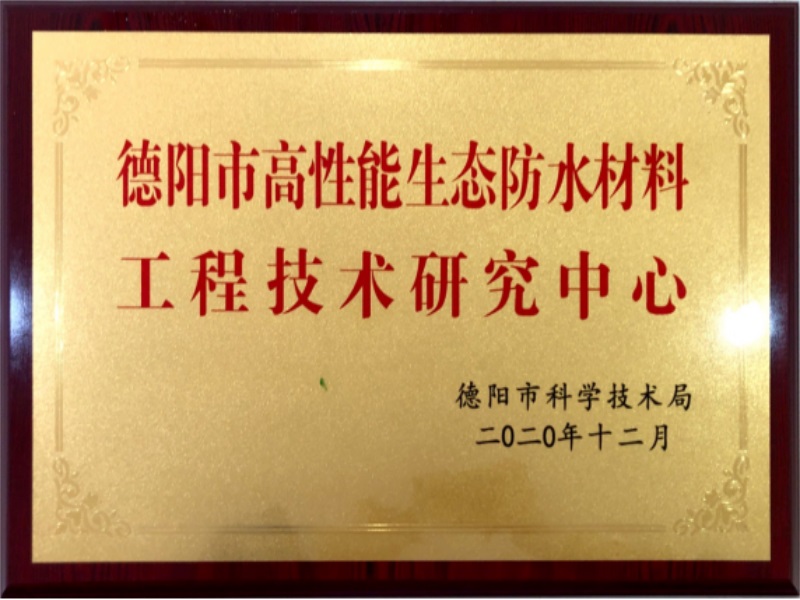 德阳市高性能生态防水材料
工程技术研究中心
德阳市科学技术局
二〇二〇年十二月